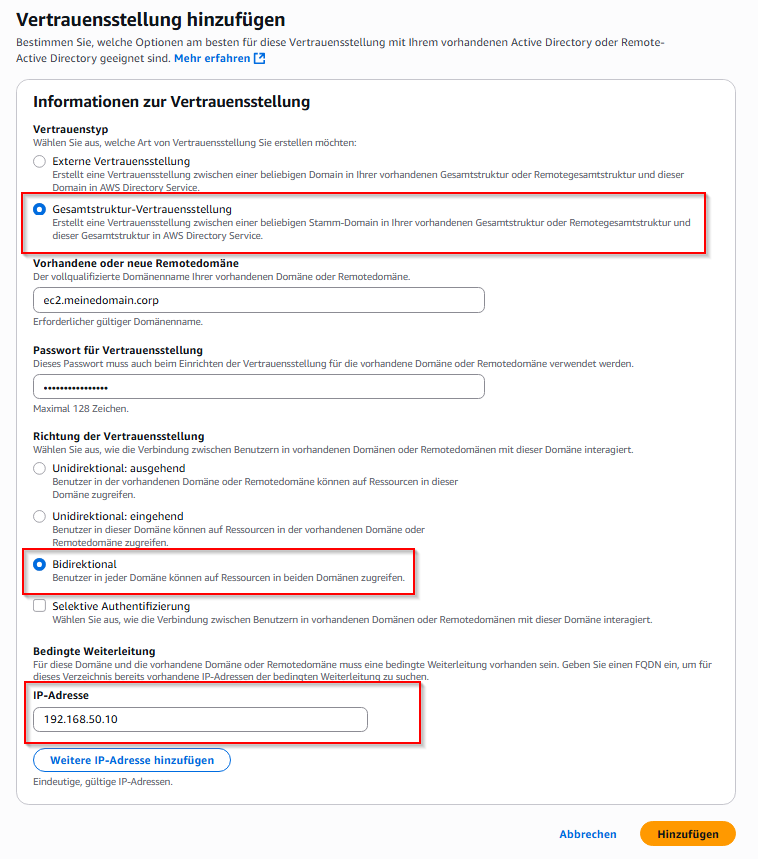 Vertrauensstellung hinzufügen
Bestimmen Sie, welche Optionen am besten für diese Vertrauensstellung mit Ihrem vorhandenen Active Directory oder Remote-
Active Directory geeignet sind. Mehr erfahren
Informationen zur Vertrauensstellung
Vertrauenstyp
Wählen Sie aus, welche Art von Vertrauensstellung Sie erstellen möchten:
Externe Vertrauensstellung
Erstellt eine Vertrauensstellung zwischen einer beliebigen Domain in Ihrer vorhandenen Gesamtstruktur oder Remotegesamtstruktur und dieser
Domain in AWS Directory Service.
Gesamtstruktur-Vertrauensstellung
Erstellt eine Vertrauensstellung zwischen einer beliebigen Stamm-Domain in Ihrer vorhandenen Gesamtstruktur oder Remotegesamtstruktur und
dieser Gesamtstruktur in AWS Directory Service.
Vorhandene oder neue Remotedomäne
Der vollqualifizierte Domänenname Ihrer vorhandenen Domäne oder Remotedomäne.
ec2.meinedomain.corp
Erforderlicher gültiger Domänenname.
Passwort für Vertrauensstellung
Dieses Passwort muss auch beim Einrichten der Vertrauensstellung für die vorhandene Domäne oder Remotedomäne verwendet werden.
••••••••••••••••
Maximal 128 Zeichen.
Richtung der Vertrauensstellung
Wählen Sie aus, wie die Verbindung zwischen Benutzern in vorhandenen Domänen oder Remotedomänen mit dieser Domäne interagiert.
Unidirektional: ausgehend
Benutzer in der vorhandenen Domäne oder Remotedomäne können auf Ressourcen in dieser
Domäne zugreifen.
Unidirektional: eingehend
Benutzer in dieser Domäne können auf Ressourcen in der vorhandenen Domäne oder
Remotedomäne zugreifen.
Bidirektional
Benutzer in jeder Domäne können auf Ressourcen in beiden Domänen zugreifen.
Selektive Authentifizierung
Wählen Sie aus, wie die Verbindung zwischen Benutzern in vorhandenen Domänen oder Remotedomänen mit dieser Domäne interagiert.
Bedingte Weiterleitung
Für diese Domäne und die vorhandene Domäne oder Remotedomäne muss eine bedingte Weiterleitung vorhanden sein. Geben Sie einen FQDN ein, um für
dieses Verzeichnis bereits vorhandene IP-Adressen der bedingten Weiterleitung zu suchen.
IP-Adresse
192.168.50.10
Weitere IP-Adresse hinzufügen
Eindeutige, gültige IP-Adressen.
Abbrechen
Hinzufügen